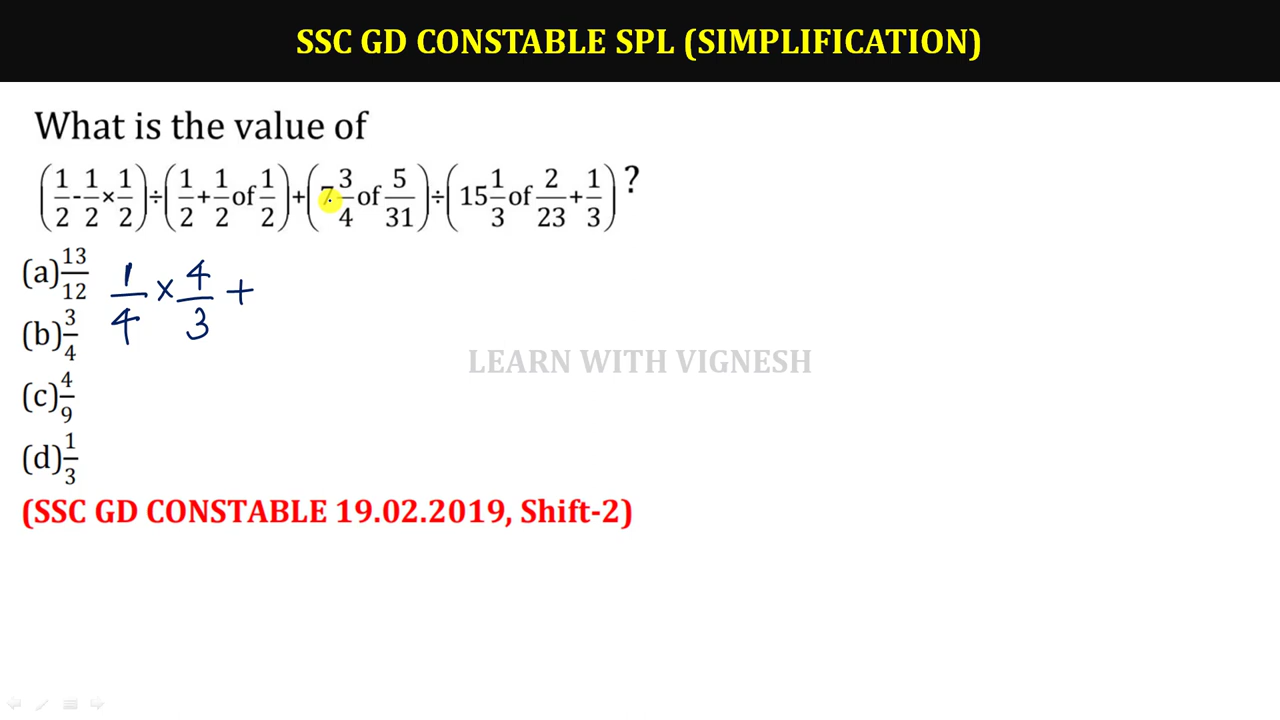 SSC GD CONSTABLE SPL (SIMPLIFICATION)
What is the value of
(1/2-1/2×1/2)÷(1/2+1/2 of 1/2)+(7 3/4 of 5/31)÷(15 1/3 of 2/23+1/3)?
(a) 13/12
1/4 × 4/3 +
(b) 3/4
(c) 4/9
(d) 1/3
LEARN WITH VIGNESH
(SSC GD CONSTABLE 19.02.2019, Shift-2)